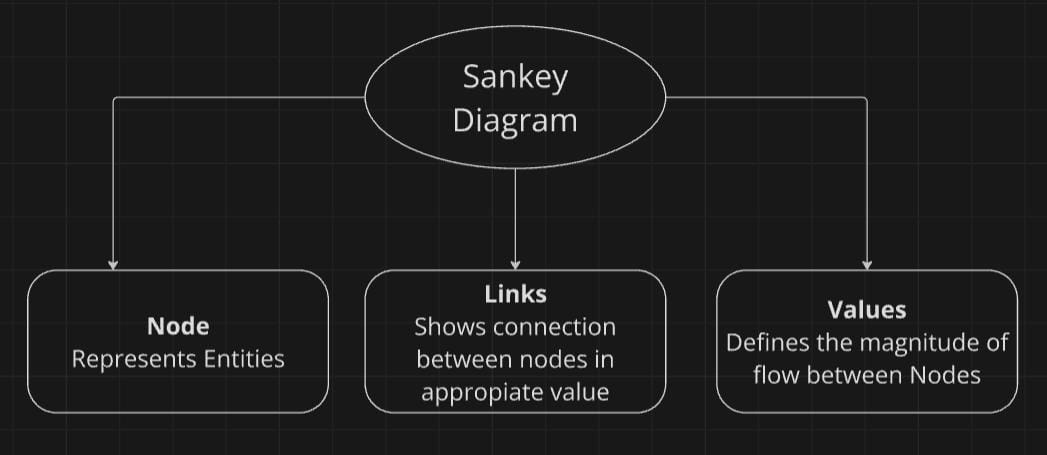 Sankey
Diagram
Node
Represents Entities
Links
Shows connection
between nodes in
appropiate value
Values
Defines the magnitude of
flow between Nodes